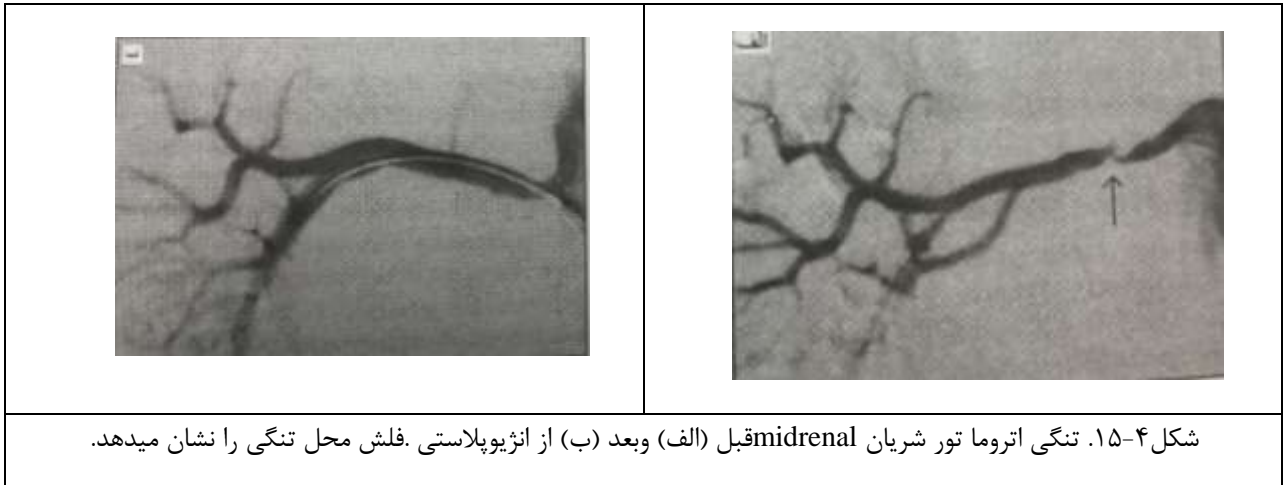 شکل۴-۱۵. تنگی اتروما تور شریان midrenalقبل (الف) وبعد (ب) از انژیوپلاستی .فلش محل تنگی را نشان میدهد.